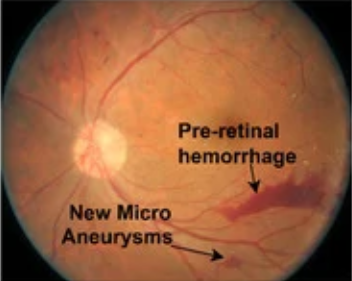 Pre-retinal
hemorrhage
New Micro
Aneurysms